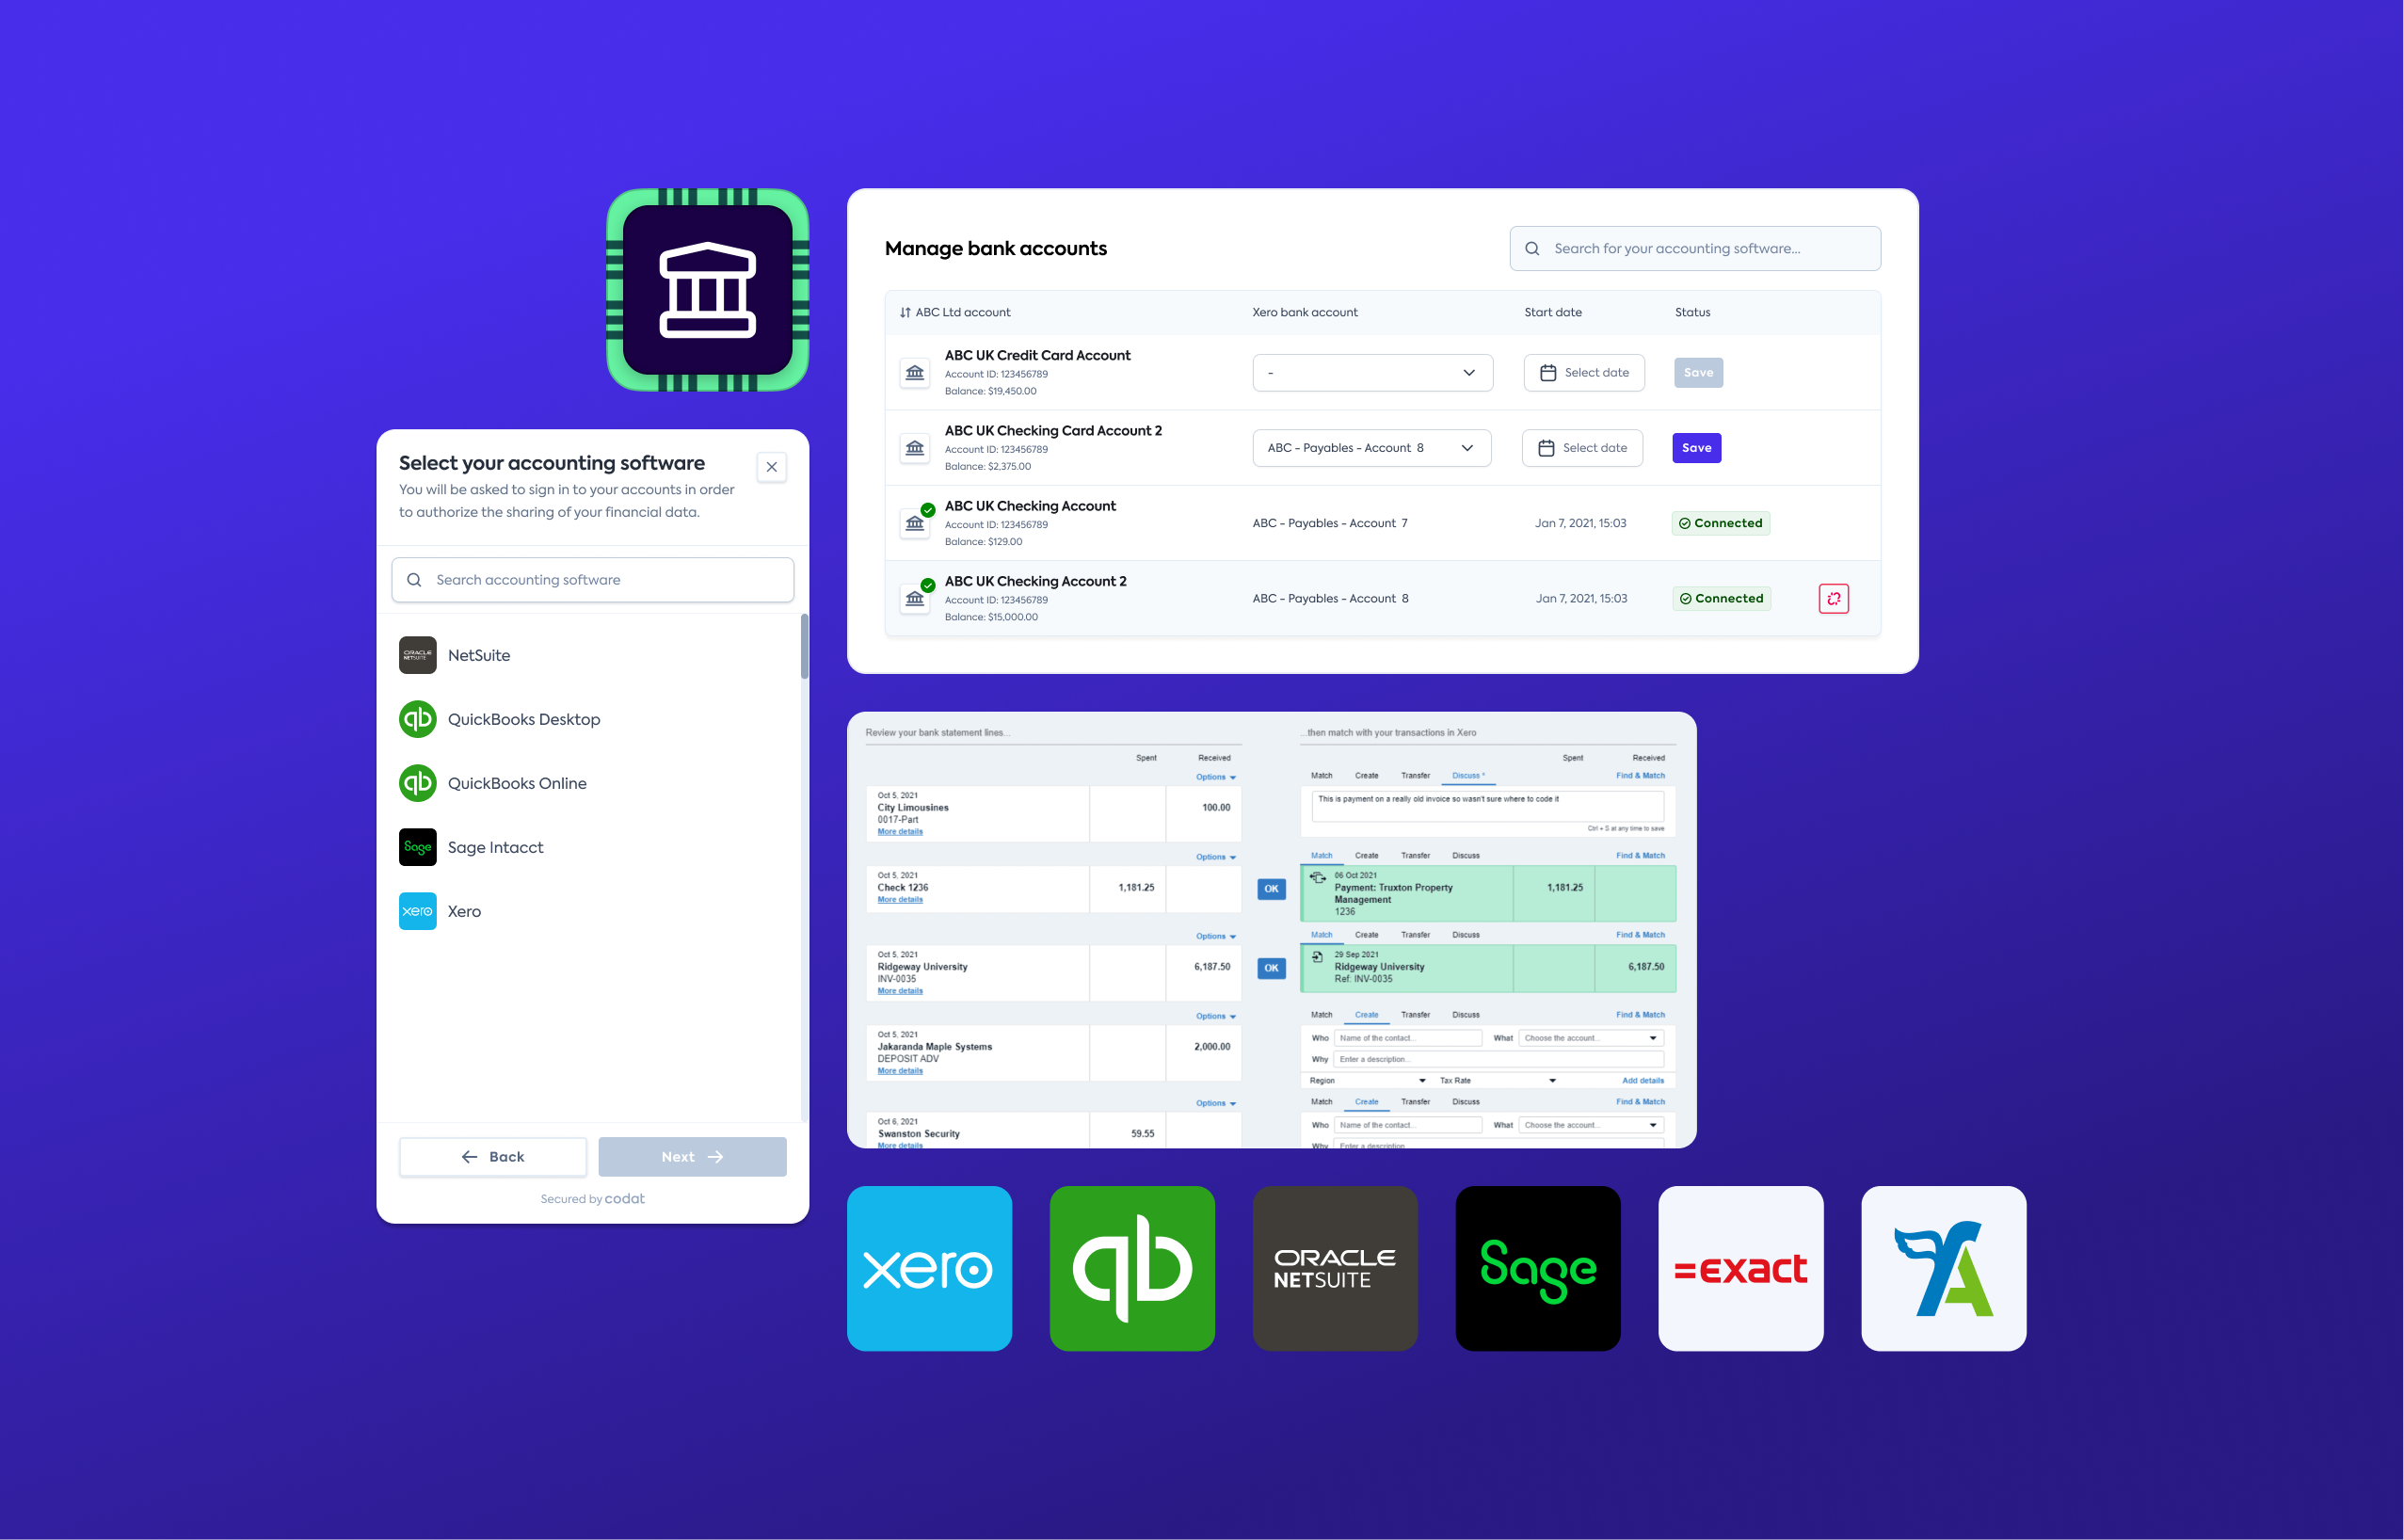 Manage bank accounts
Search for your accounting software...
ABC Ltd account Xero bank account Start date Status
ABC UK Credit Card Account
Account ID: 123456789
Balance: $19,450.00
- Select date Save
ABC UK Checking Card Account 2
Account ID: 123456789
Balance: $2,375.00
ABC - Payables - Account 8 Select date Save
ABC UK Checking Account
Account ID: 123456789
Balance: $129.00
ABC - Payables - Account 7 Jan 7, 2021, 15:03 Connected
ABC UK Checking Account 2
Account ID: 123456789
Balance: $15,000.00
ABC - Payables - Account 8 Jan 7, 2021, 15:03 Connected
Select your accounting software
You will be asked to sign in to your accounts in order
to authorize the sharing of your financial data.
Search accounting software
ORACLE
NETSUITE
NetSuite
qb
QuickBooks Desktop
qb
QuickBooks Online
Sage
Sage Intacct
xero
Xero
Back
Next
Secured by codat
Review your bank statement lines...
Spent Received
Options
Oct 5, 2021
City Limousines 100.00
0017-Part
More details
Options
Oct 5, 2021
Check 1236 1,181.25
More details
Options
Oct 5, 2021
Ridgeway University 6,187.50
INV-0035
More details
Options
Oct 5, 2021
Jakaranda Maple Systems 2,000.00
DEPOSIT ADV
More details
Options
Oct 6, 2021
Swanston Security 59.55
More details
OK
OK
...then match with your transactions in Xero
Spent Received
Match Create Transfer Discuss * Find & Match
This is payment on a really old invoice so wasn't sure where to code it
Ctrl + S at any time to save
Match Create Transfer Discuss Find & Match
06 Oct 2021
Payment: Truxton Property 1,181.25
Management
1236
Match Create Transfer Discuss Find & Match
29 Sep 2021
Ridgeway University 6,187.50
Ref: INV-0035
Match Create Transfer Discuss Find & Match
Who Name of the contact... What Choose the account...
Why Enter a description...
Region Tax Rate Add details
Match Create Transfer Discuss Find & Match
Who Name of the contact... What Choose the account...
Why Enter a description...
xero
qb
ORACLE
NETSUITE
Sage
=exact
A